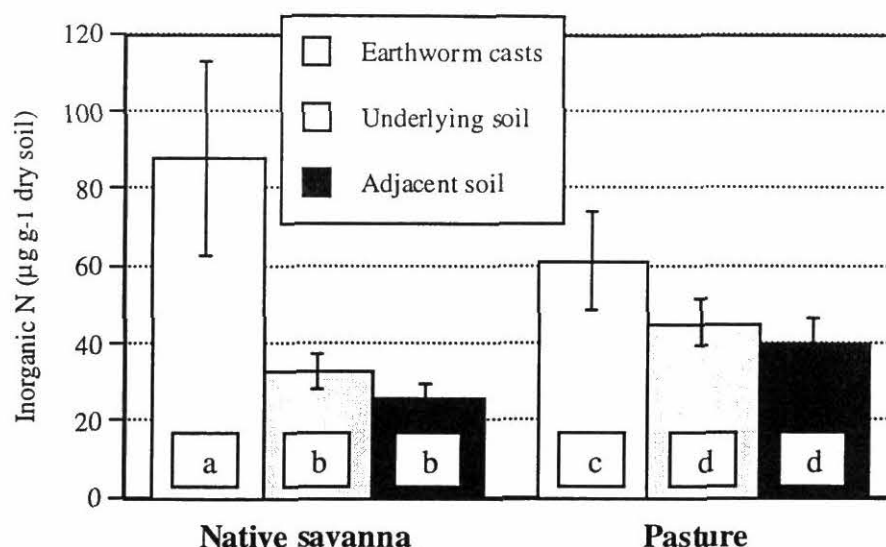 120
100
80
60
40
20
0
Inorganic N (µg g-1 dry soil)
Earthworm casts
Underlying soil
Adjacent soil
a b b c d d
Native savanna Pasture